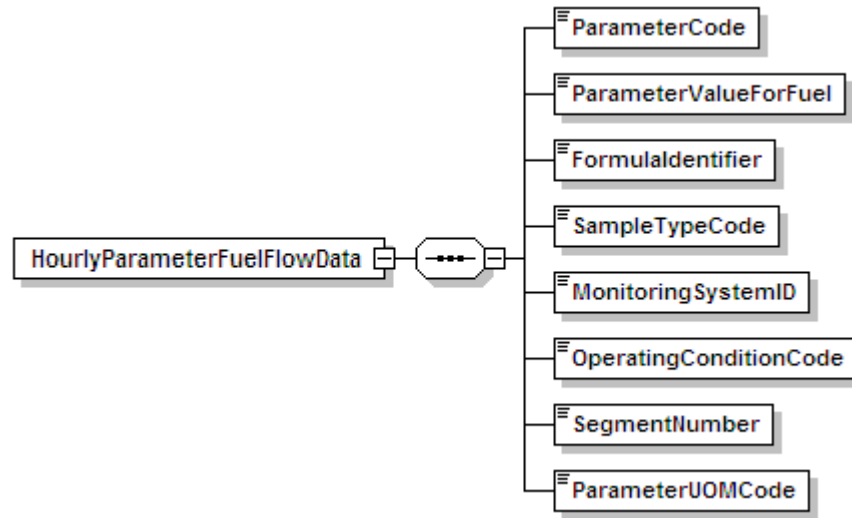 ParameterCode
ParameterValueForFuel
FormulaIdentifier
SampleTypeCode
HourlyParameterFuelFlowData
MonitoringSystemID
OperatingConditionCode
SegmentNumber
ParameterUOMCode